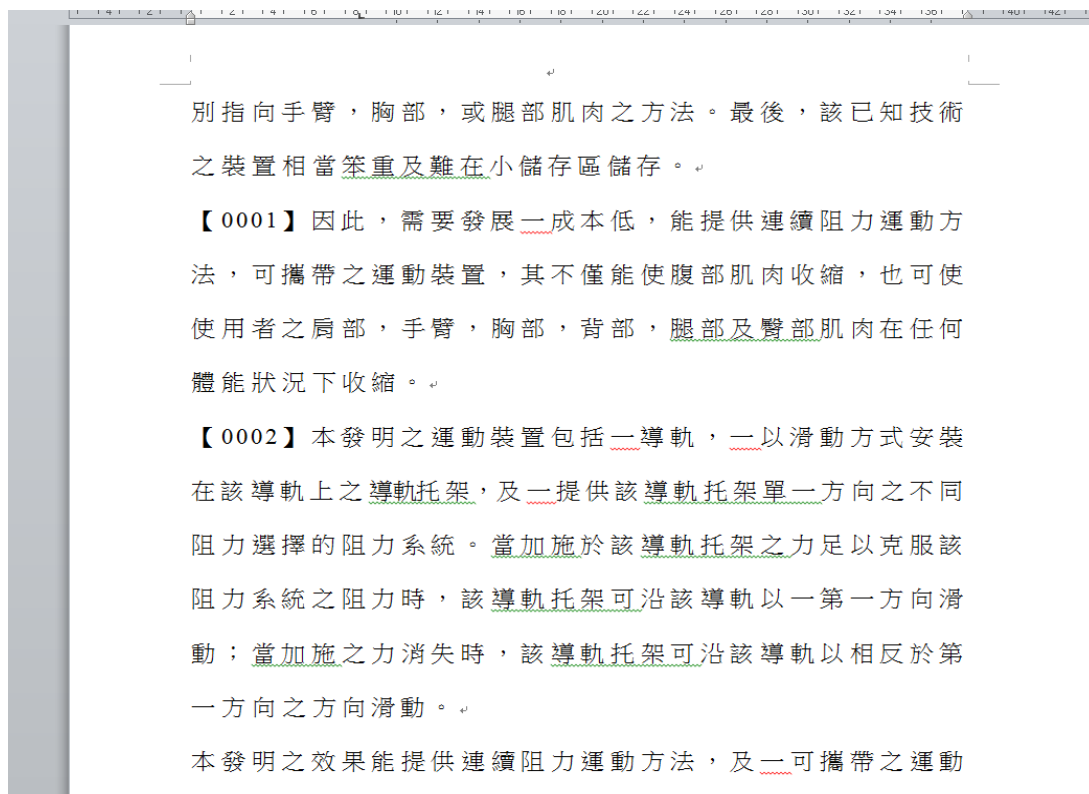 別指向手臂，胸部，或腿部肌肉之方法。最後，該已知技術
之裝置相當笨重及難在小儲存區儲存。
【0001】因此，需要發展一成本低，能提供連續阻力運動方
法，可攜帶之運動裝置，其不僅能使腹部肌肉收縮，也可使
使用者之肩部，手臂，胸部，背部，腿部及臀部肌肉在任何
體能狀況下收縮。
【0002】本發明之運動裝置包括一導軌，一以滑動方式安裝
在該導軌上之導軌托架，及一提供該導軌托架單一方向之不同
阻力選擇的阻力系統。當加施於該導軌托架之力足以克服該
阻力系統之阻力時，該導軌托架可沿該導軌以一第一方向滑
動；當加施之力消失時，該導軌托架可沿該導軌以相反於第
一方向之方向滑動。
本發明之效果能提供連續阻力運動方法，及一可攜帶之運動